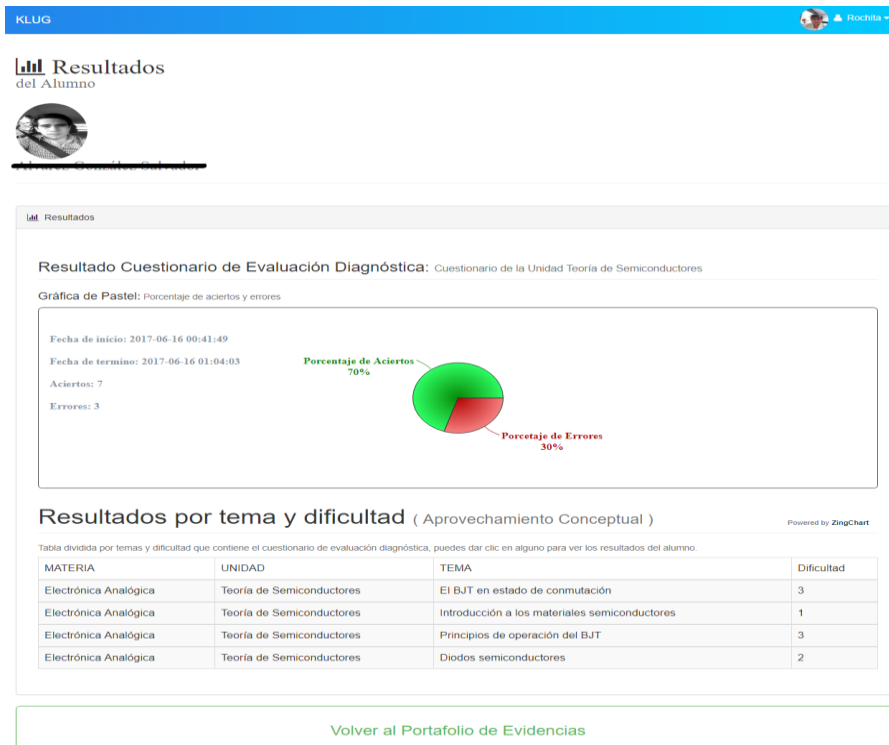 KLUG
Rochita
Resultados
del Alumno
Resultados
Resultado Cuestionario de Evaluación Diagnóstica: Cuestionario de la Unidad Teoría de Semiconductores
Gráfica de Pastel: Porcentaje de aciertos y errores
Fecha de inicio: 2017-06-16 00:41:49
Fecha de termino: 2017-06-16 01:04:03
Aciertos: 7
Errores: 3
Porcentaje de Aciertos
70%
Porcetaje de Errores
30%
Resultados por tema y dificultad ( Aprovechamiento Conceptual )
Powered by ZingChart
Tabla dividida por temas y dificultad que contiene el cuestionario de evaluación diagnóstica, puedes dar clic en alguno para ver los resultados del alumno.
MATERIA UNIDAD TEMA Dificultad
Electrónica Analógica Teoría de Semiconductores El BJT en estado de conmutación 3
Electrónica Analógica Teoría de Semiconductores Introducción a los materiales semiconductores 1
Electrónica Analógica Teoría de Semiconductores Principios de operación del BJT 3
Electrónica Analógica Teoría de Semiconductores Diodos semiconductores 2
Volver al Portafolio de Evidencias